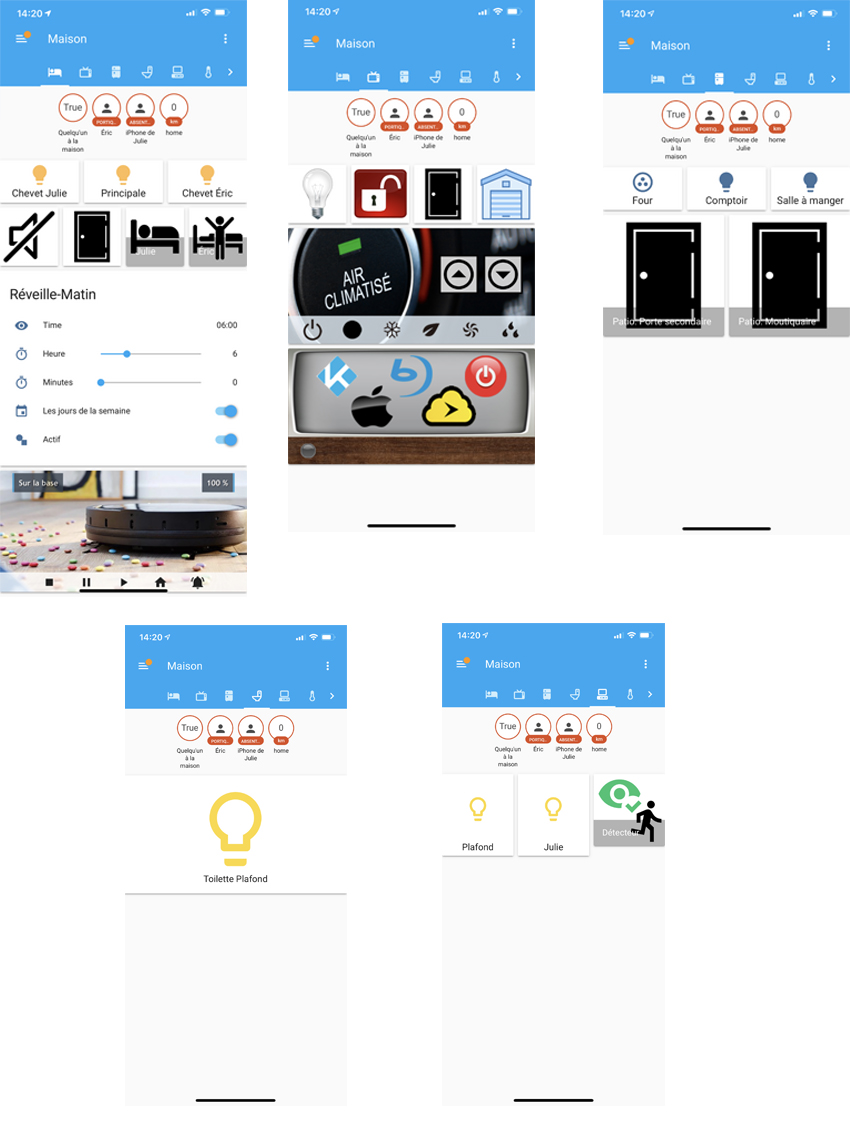 14:20
Maison
True
Quelqu'un
à la
maison
PORTIQ...
Éric
ABSENT...
iPhone de
Julie
0
km
home
Chevet Julie
Principale
Chevet Éric
Julie
Éric
Réveille-Matin
Time
06:00
Heure
6
Minutes
0
Les jours de la semaine
Actif
Sur la base
100 %
14:20
Maison
True
Quelqu'un
à la
maison
PORTIQ...
Éric
ABSENT...
iPhone de
Julie
0
km
home
AIR
CLIMATISÉ
14:20
Maison
True
Quelqu'un
à la
maison
PORTIQ...
Éric
ABSENT...
iPhone de
Julie
0
km
home
Four
Comptoir
Salle à manger
Patio: Porte secondaire
Patio: Moutiquaire
14:20
Maison
True
Quelqu'un
à la
maison
PORTIQ...
Éric
ABSENT...
iPhone de
Julie
0
km
home
Toilette Plafond
14:20
Maison
True
Quelqu'un
à la
maison
PORTIQ...
Éric
ABSENT...
iPhone de
Julie
0
km
home
Plafond
Julie
Détecteur